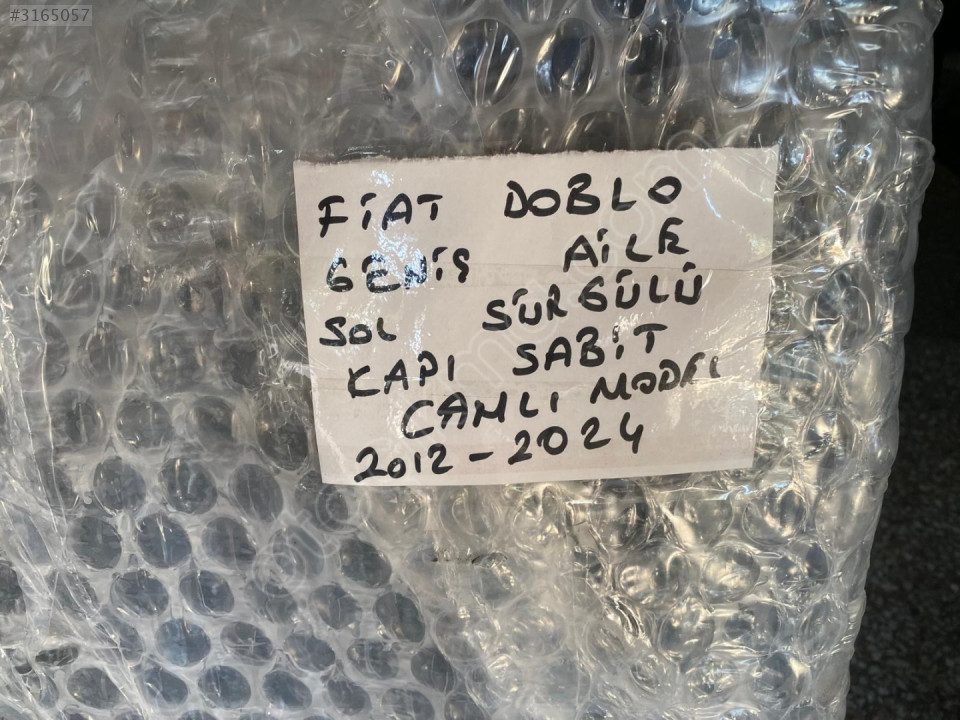 #3165057
FİAT DOBLO
GENİŞ AİLE
SOL SÜRGÜLÜ
KAPI SABİT
CAMLI MODEL
2012-2024